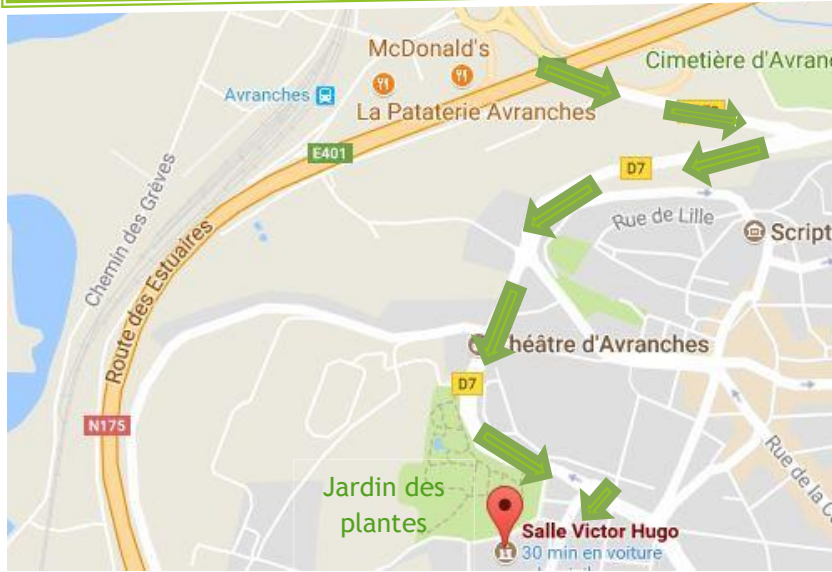 McDonald's
Cimetière d'Avran
Avranches
La Pataterie Avranches
E401
D7
Rue de Lille
Script
Chemin des Grèves
Route des Estuaires
héâtre d'Avranches
D7
N175
Rue de la C
Jardin des
plantes
Salle Victor Hugo
30 min en voiture